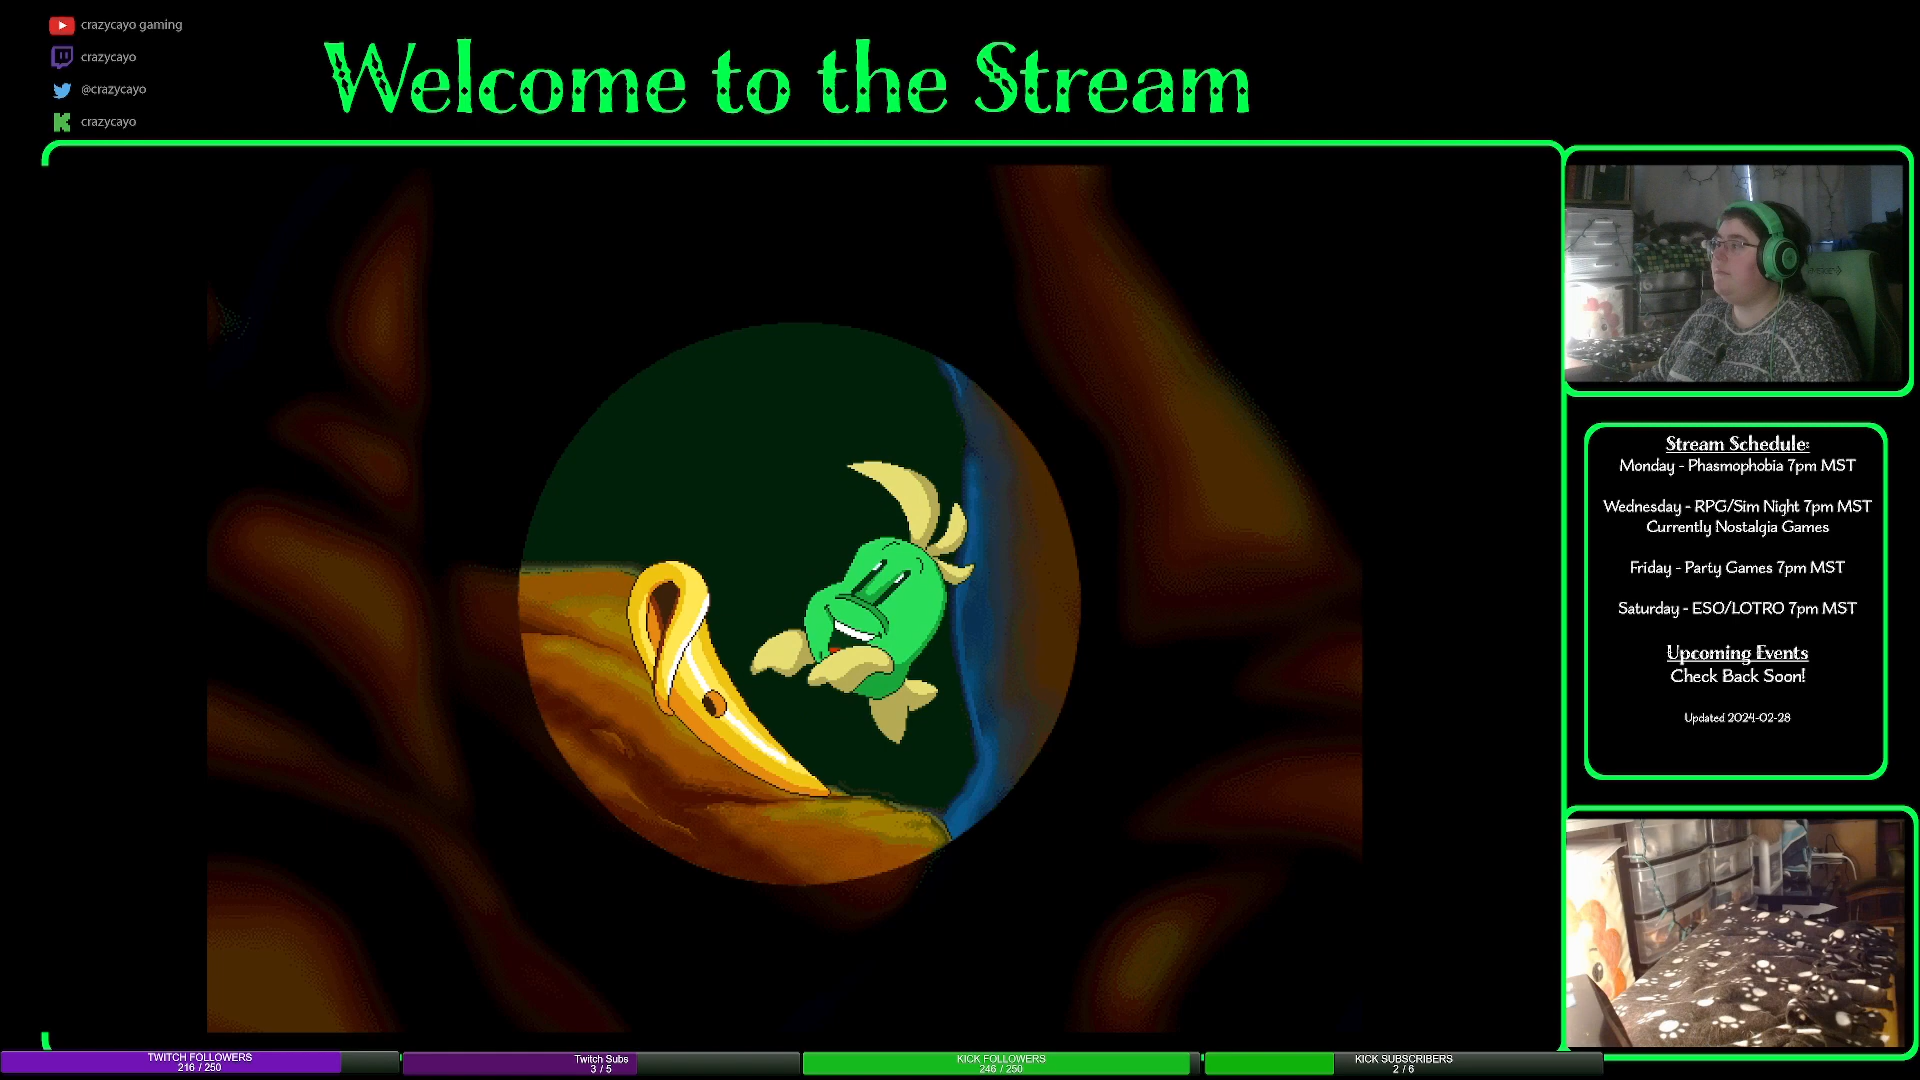 crazycayo gaming
crazycayo
@crazycayo
crazycayo
Welcome to the Stream
Stream Schedule:
Monday - Phasmophobia 7pm MST
Wednesday - RPG/Sim Night 7pm MST
Currently Nostalgia Games
Friday - Party Games 7pm MST
Saturday - ESO/LOTRO 7pm MST
Upcoming Events
Check Back Soon!
Updated 2024-02-28
TWITCH FOLLOWERS
216 / 250
Twitch Subs
3 / 5
KICK FOLLOWERS
246 / 250
KICK SUBSCRIBERS
2 / 6